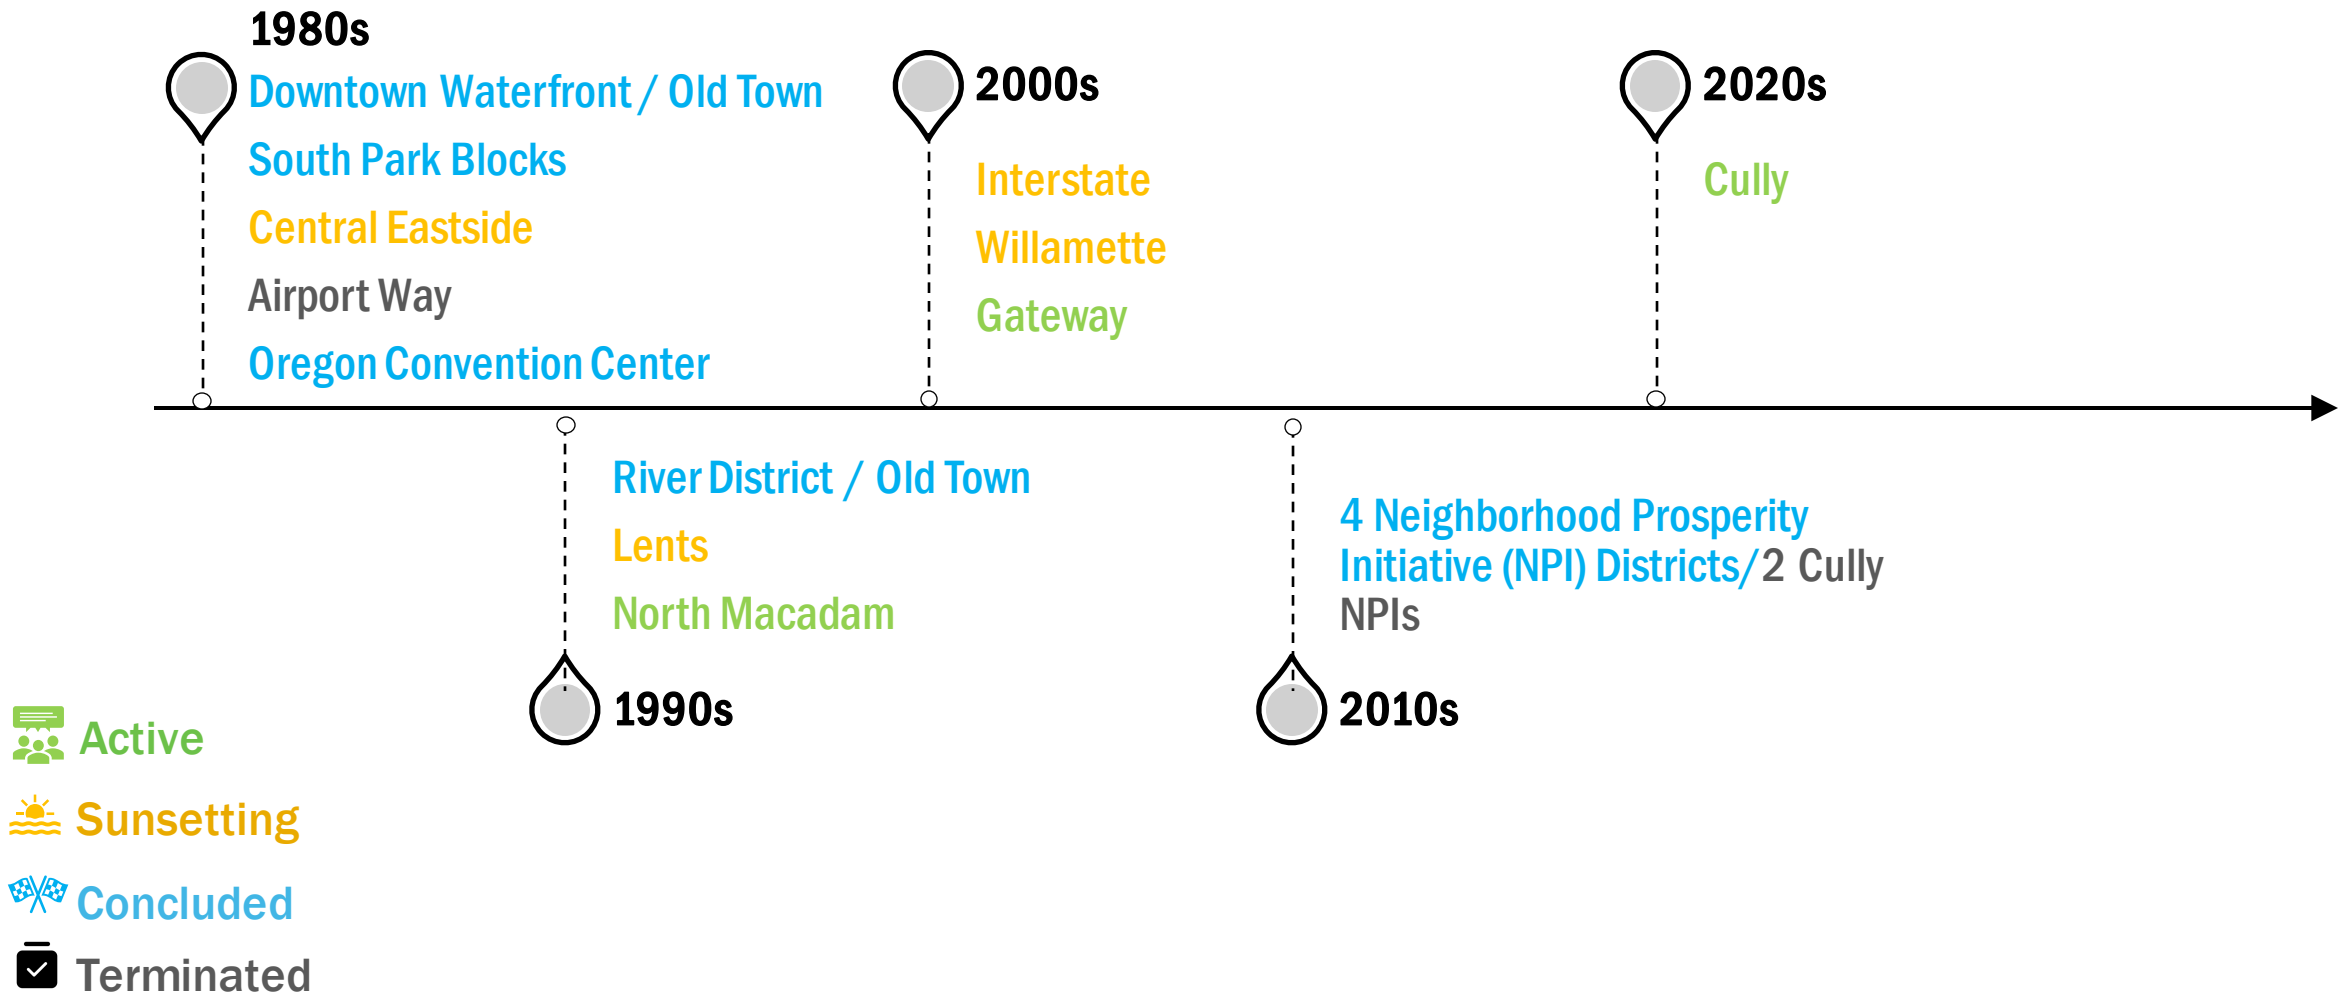 1980s
Downtown Waterfront / Old Town
South Park Blocks
Central Eastside
Airport Way
Oregon Convention Center
2000s
Interstate
Willamette
Gateway
2020s
Cully
River District / Old Town
Lents
North Macadam
1990s
4 Neighborhood Prosperity
Initiative (NPI) Districts/2 Cully
NPIs
2010s
Active
Sunsetting
Concluded
Terminated